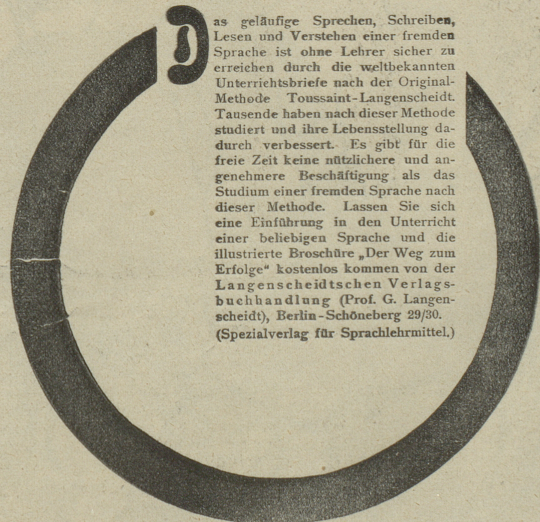 Das geläufige Sprechen, Schreiben,
Lesen und Verstehen einer fremden
Sprache ist ohne Lehrer sicher zu
erreichen durch die weltbekannten
Unterrichtsbriefe nach der Original-
Methode Toussaint-Langenscheidt.
Tausende haben nach dieser Methode
studiert und ihre Lebensstellung da-
durch verbessert. Es gibt für die
freie Zeit keine nützlichere und an-
genehmere Beschäftigung als das
Studium einer fremden Sprache nach
dieser Methode. Lassen Sie sich
eine Einführung in den Unterricht
einer beliebigen Sprache und die
illustrierte Broschüre „Der Weg zum
Erfolge“ kostenlos kommen von der
Langenscheidtschen Verlags-
buchhandlung (Prof. G. Langen-
scheidt), Berlin-Schöneberg 29/30.
(Spezialverlag für Sprachlehrmittel.)